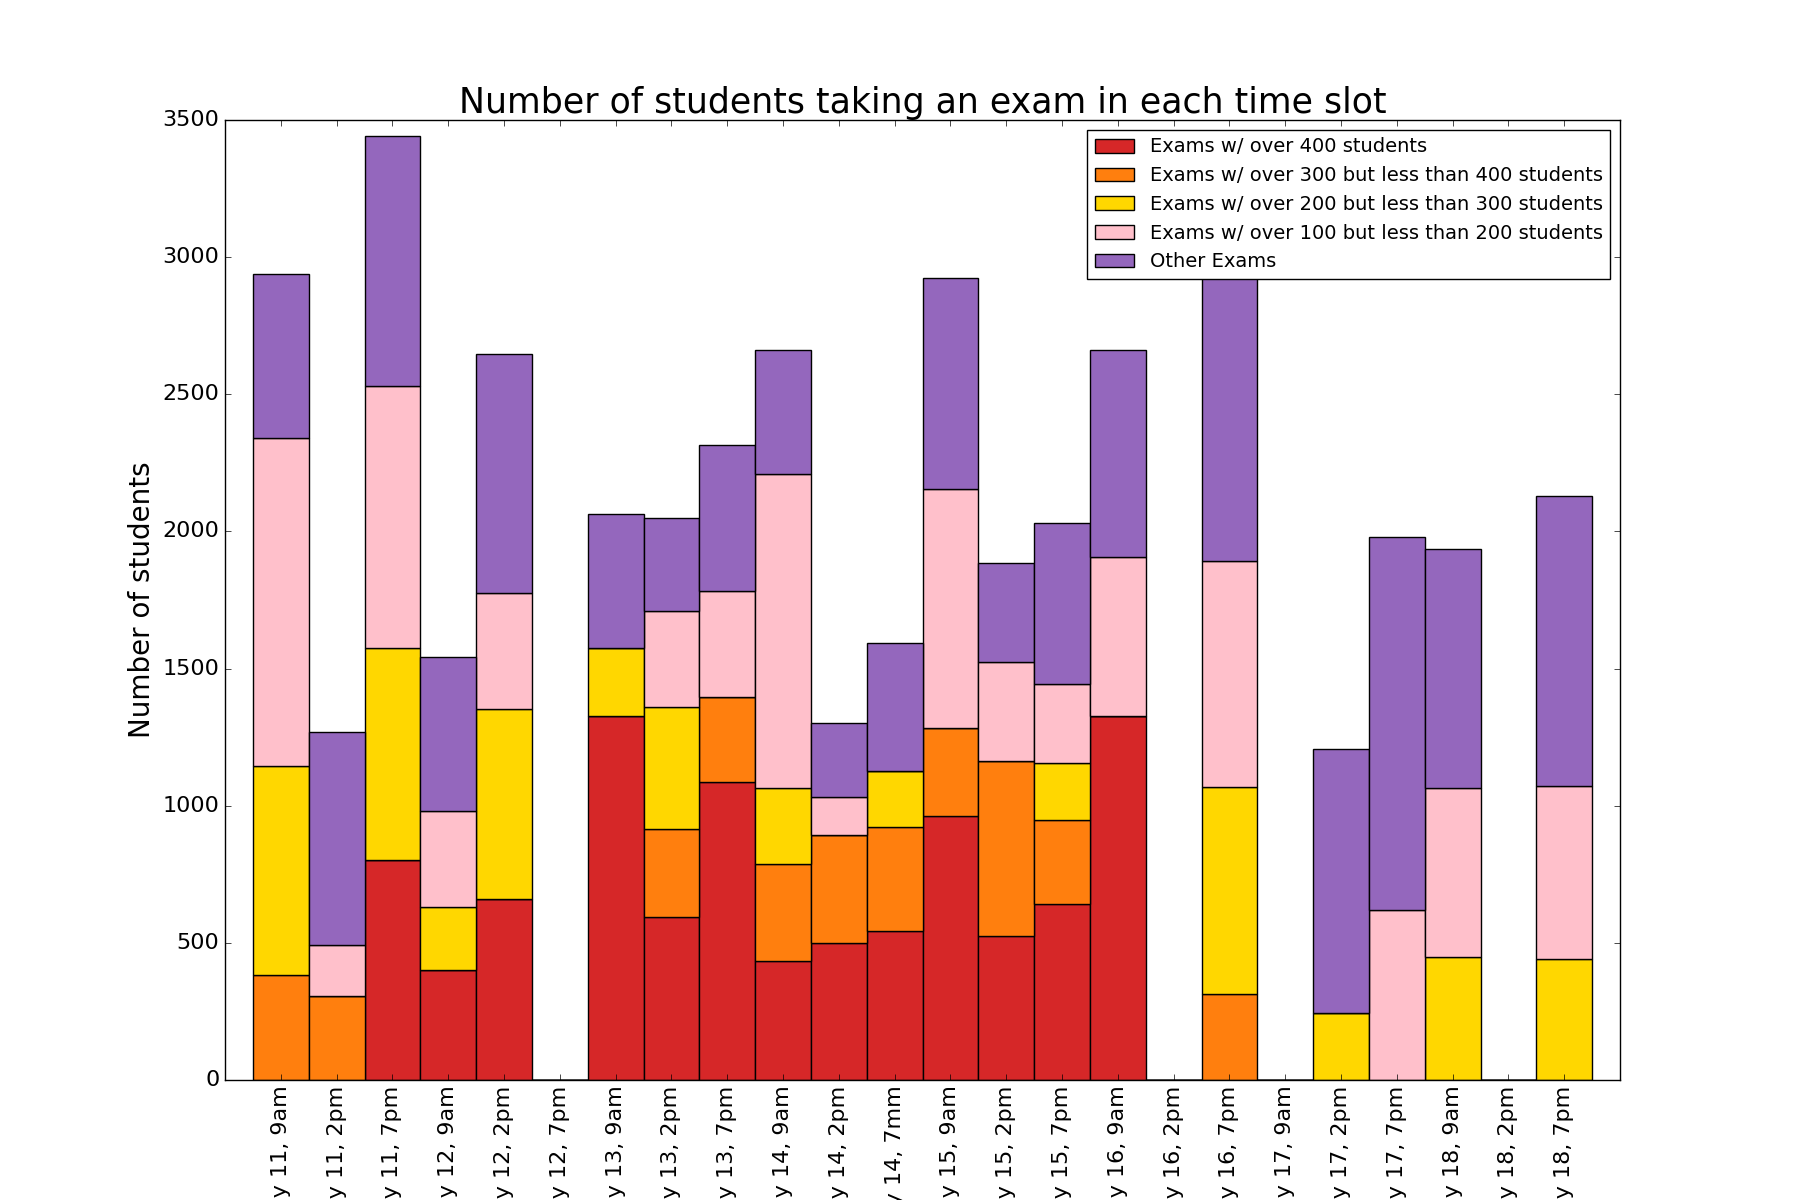 Number of students taking an exam in each time slot
Exams w/ over 400 students
Exams w/ over 300 but less than 400 students
Exams w/ over 200 but less than 300 students
Exams w/ over 100 but less than 200 students
Other Exams
Number of students
3500
3000
2500
2000
1500
1000
500
0
y 11, 9am
y 11, 2pm
y 11, 7pm
y 12, 9am
y 12, 2pm
y 12, 7pm
y 13, 9am
y 13, 2pm
y 13, 7pm
y 14, 9am
y 14, 2pm
y 14, 7mm
y 15, 9am
y 15, 2pm
y 15, 7pm
y 16, 9am
y 16, 2pm
y 16, 7pm
y 17, 9am
y 17, 2pm
y 17, 7pm
y 18, 9am
y 18, 2pm
y 18, 7pm